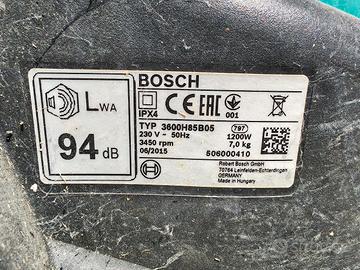 BOSCH
LWA
94 dB
IPX4 CE EAC 001
TYP 3600H85B05 797
230 V ~ 50Hz 1200W
3450 rpm 7,0 kg
06/2015 506000410
Robert Bosch GmbH
70764 Leinfelden-Echterdingen
GERMANY
Made in Hungary